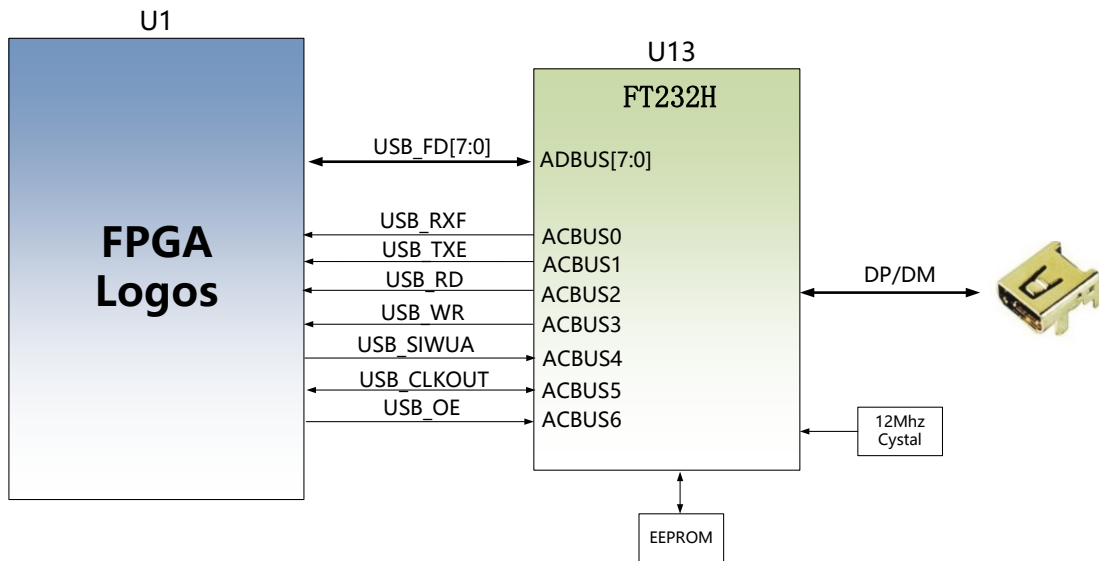 U1
U13
FT232H
FPGA
Logos
USB_FD[7:0]
ADBUS[7:0]
USB_RXF
ACBUS0
USB_TXE
ACBUS1
USB_RD
ACBUS2
USB_WR
ACBUS3
USB_SIWUA
ACBUS4
USB_CLKOUT
ACBUS5
USB_OE
ACBUS6
DP/DM
12Mhz
Cystal
EEPROM